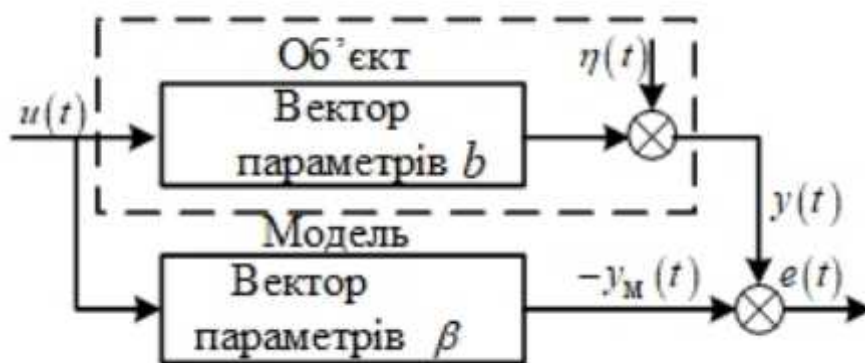 Об’єкт
η(t)
u(t)
Вектор
параметрів b
y(t)
Модель
Вектор
параметрів β
−yм(t)
e(t)